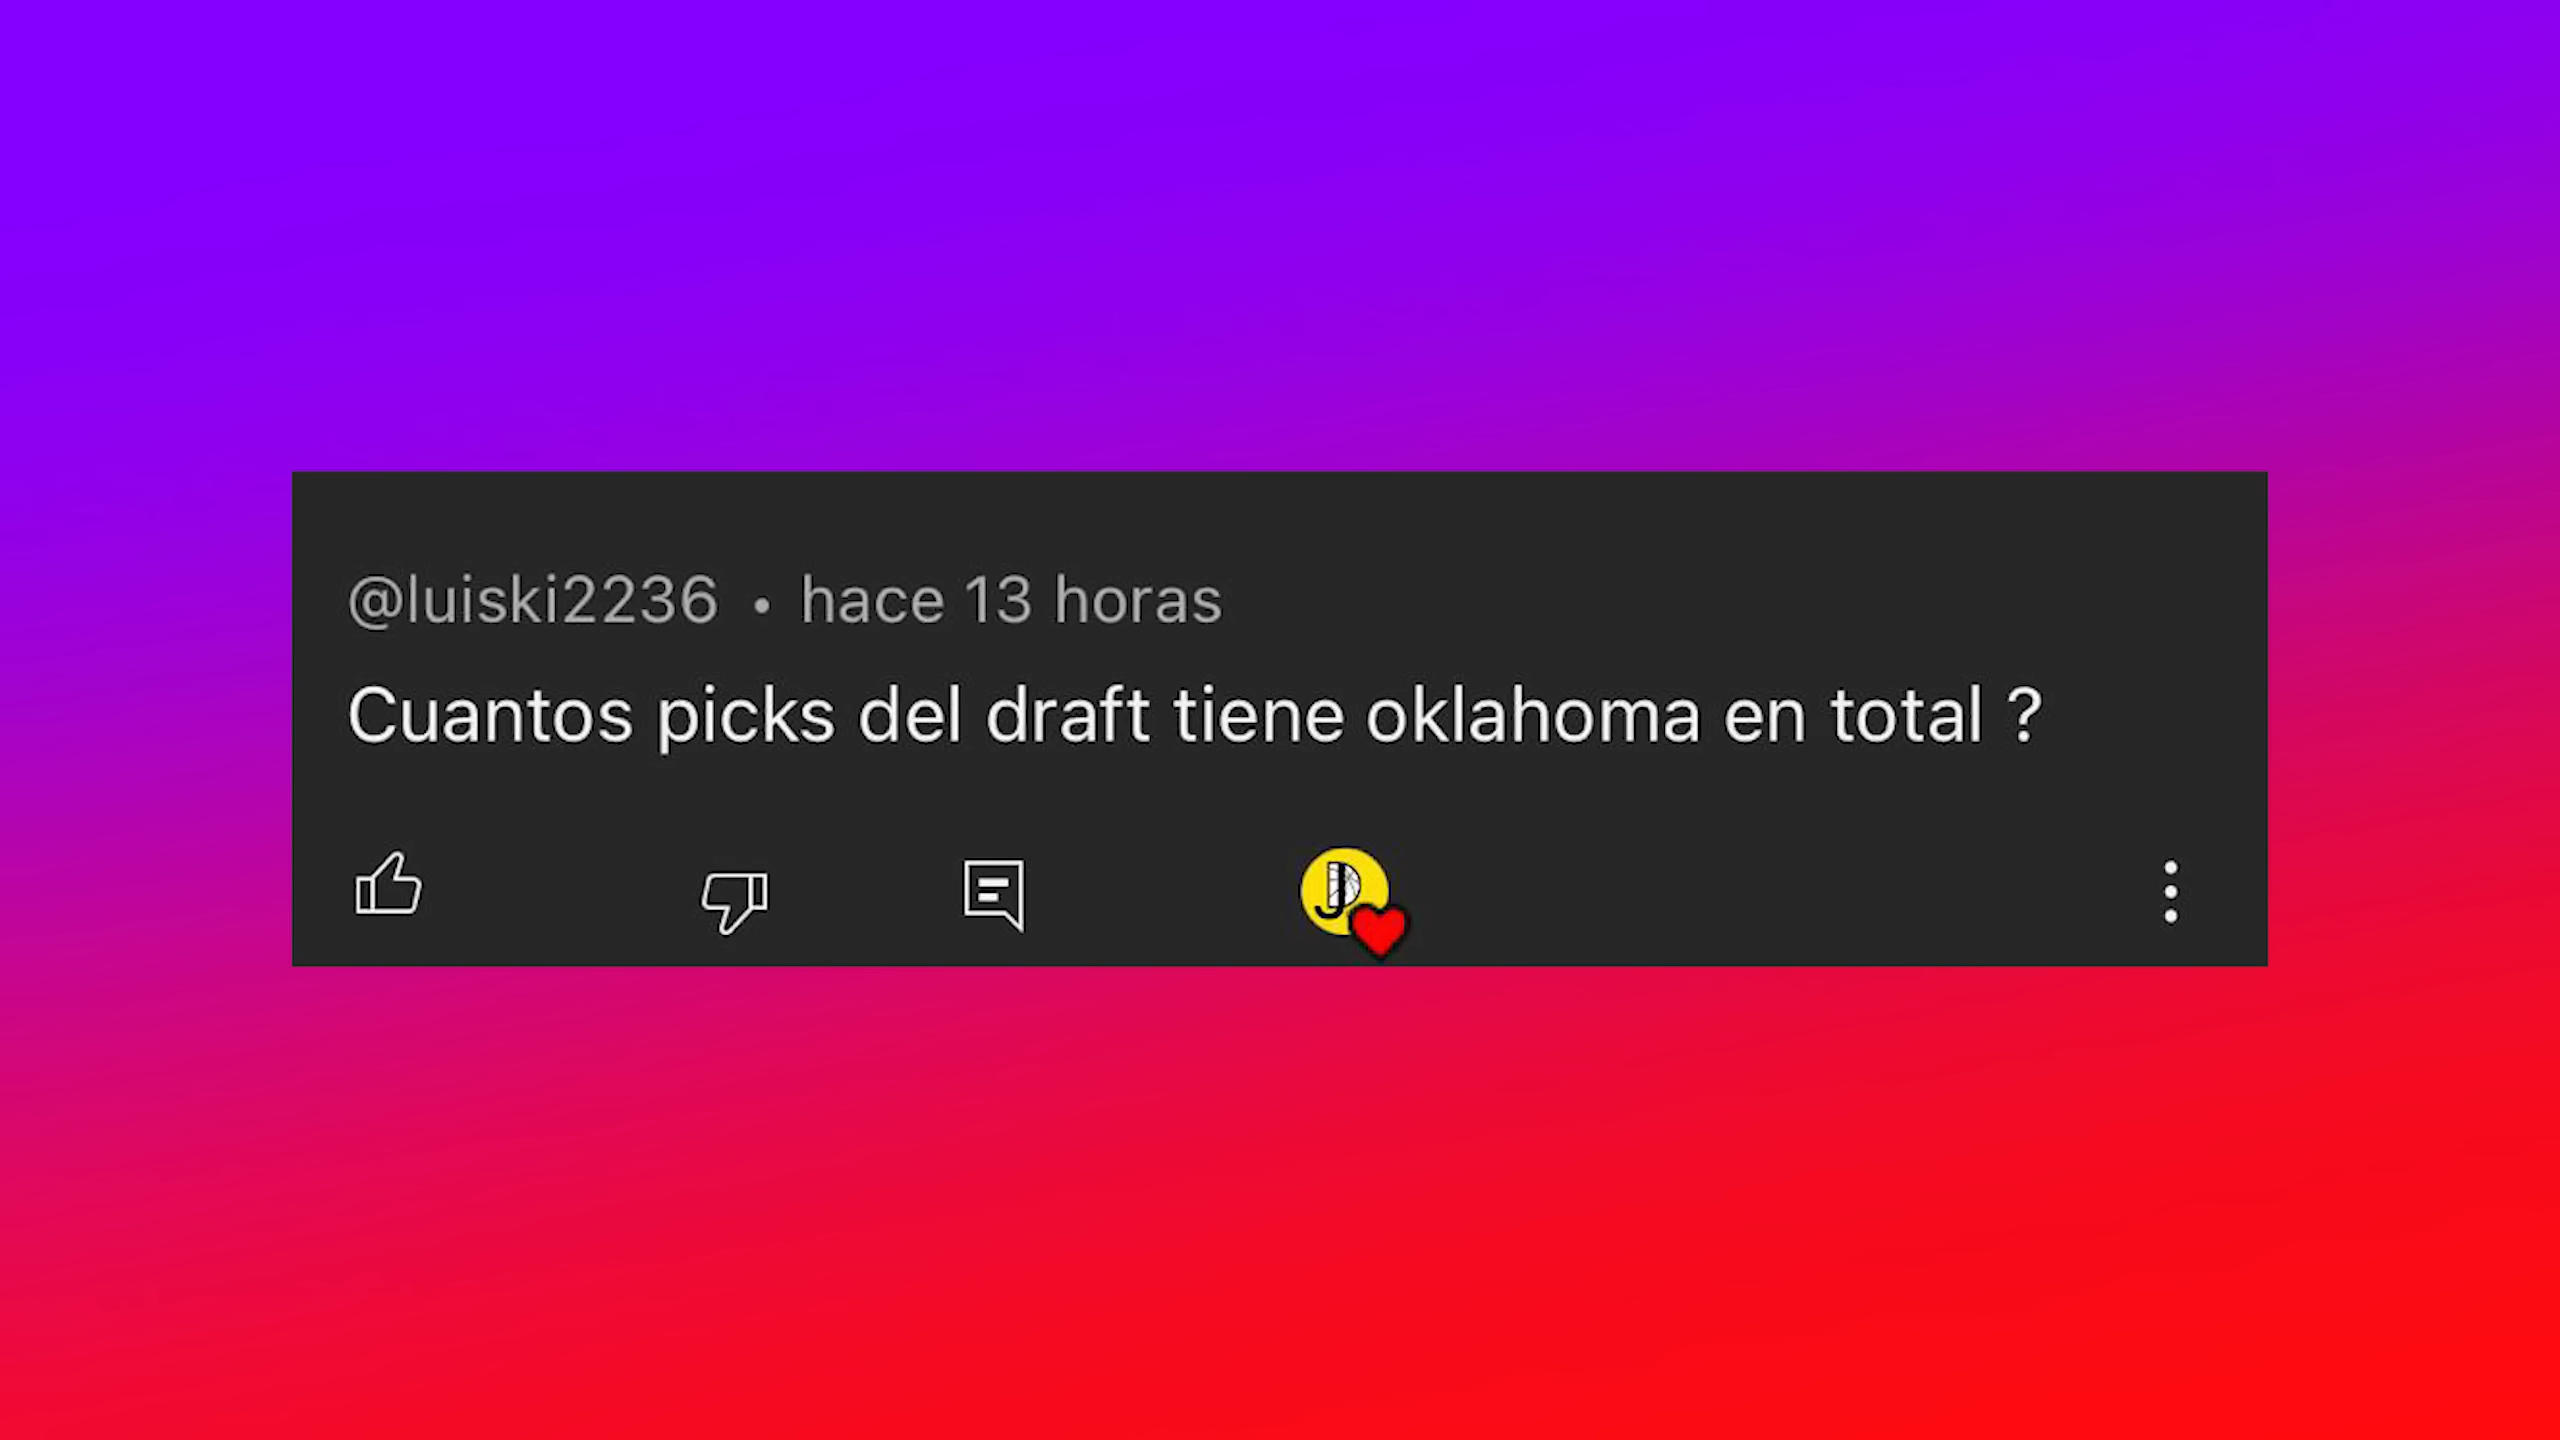 @luiski2236 • hace 13 horas
Cuantos picks del draft tiene oklahoma en total ?